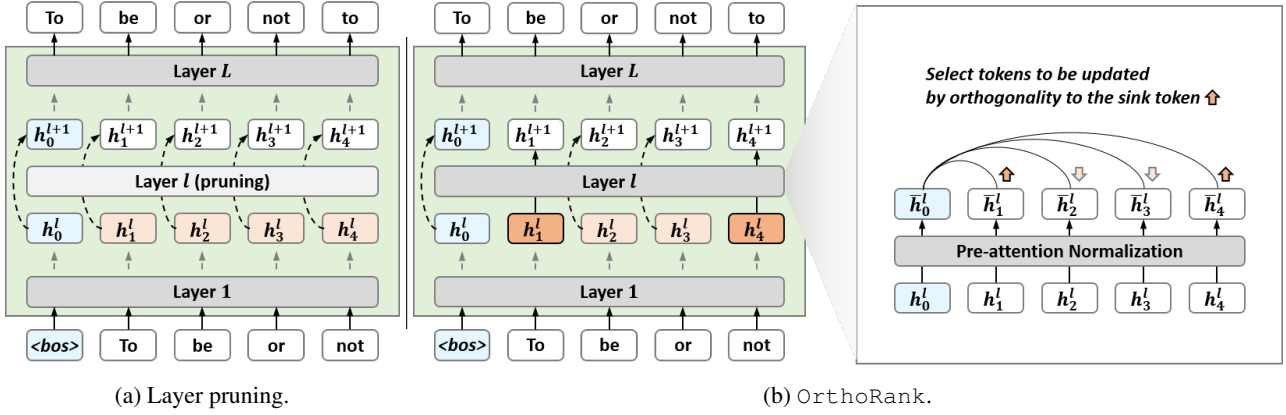 To be or not to
Layer L
h_0^{l+1} h_1^{l+1} h_2^{l+1} h_3^{l+1} h_4^{l+1}
Layer l (pruning)
h_0^l h_1^l h_2^l h_3^l h_4^l
Layer 1
<bos> To be or not
(a) Layer pruning.
To be or not to
Layer L
h_0^{l+1} h_1^{l+1} h_2^{l+1} h_3^{l+1} h_4^{l+1}
Layer l
h_0^l h_1^l h_2^l h_3^l h_4^l
Layer 1
<bos> To be or not
Select tokens to be updated
by orthogonality to the sink token
h̄_0^l h̄_1^l h̄_2^l h̄_3^l h̄_4^l
Pre-attention Normalization
h_0^l h_1^l h_2^l h_3^l h_4^l
(b) OrthoRank.